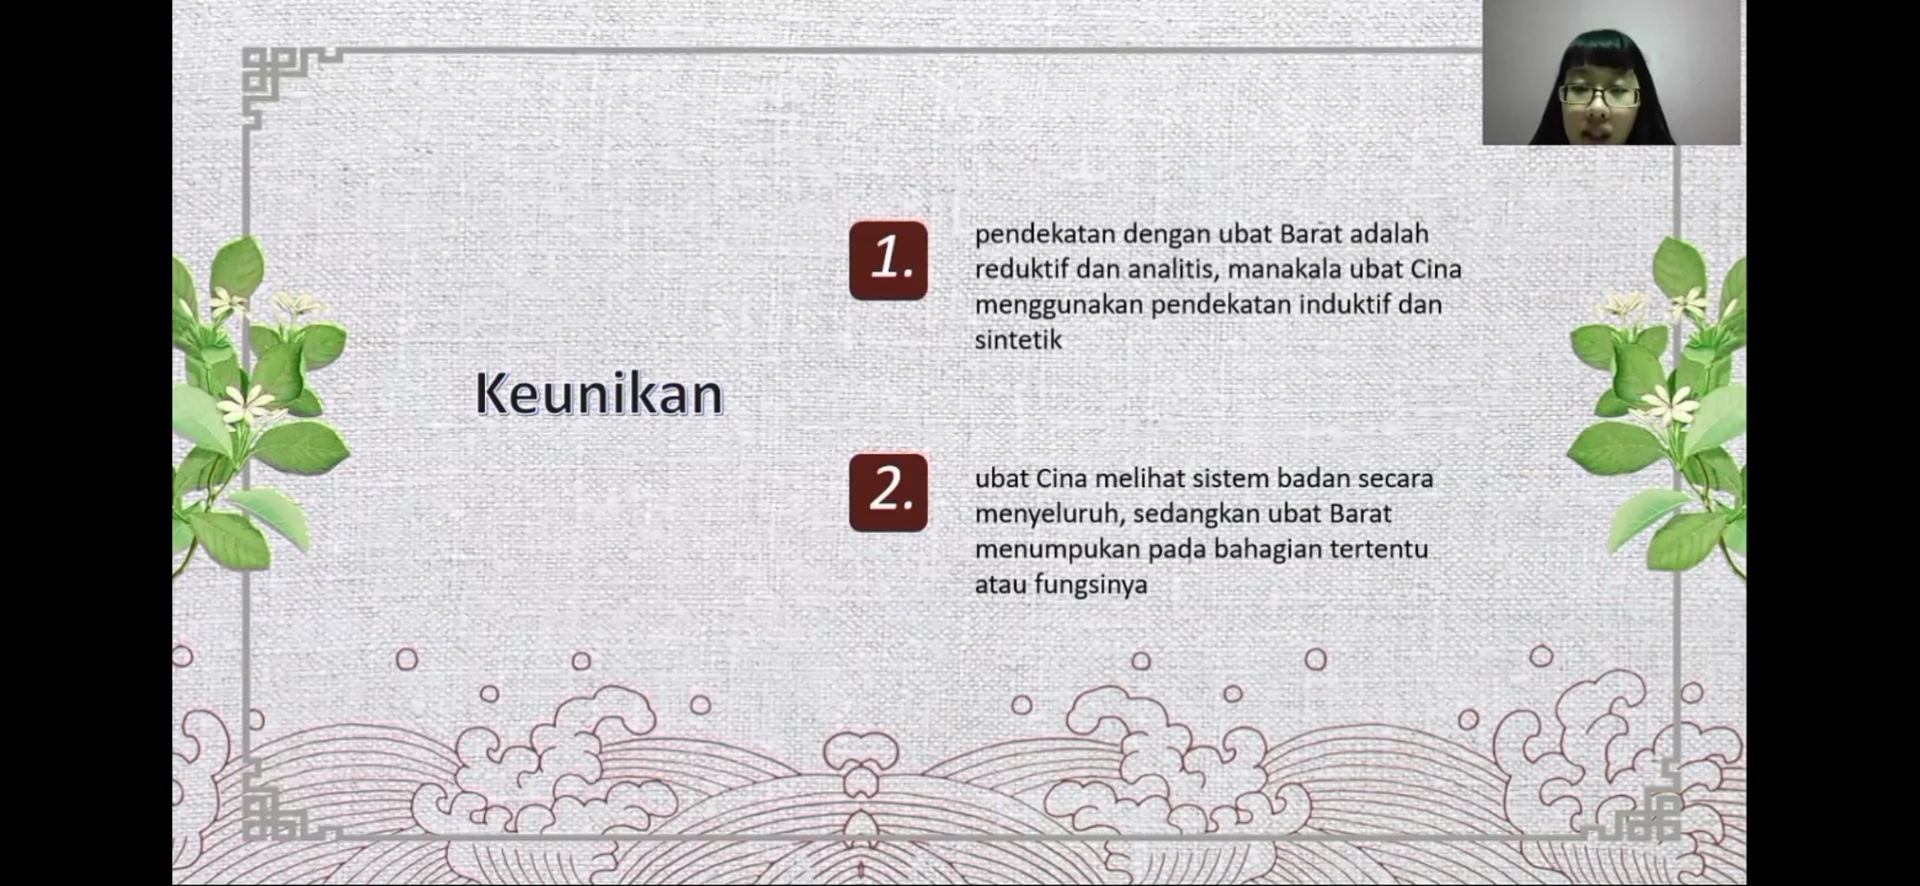 Keunikan
1.
pendekatan dengan ubat Barat adalah
reduktif dan analitis, manakala ubat Cina
menggunakan pendekatan induktif dan
sintetik
2.
ubat Cina melihat sistem badan secara
menyeluruh, sedangkan ubat Barat
menumpukan pada bahagian tertentu
atau fungsinya